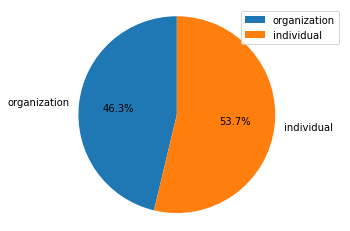 organization
individual
organization
46.3%
53.7%
individual